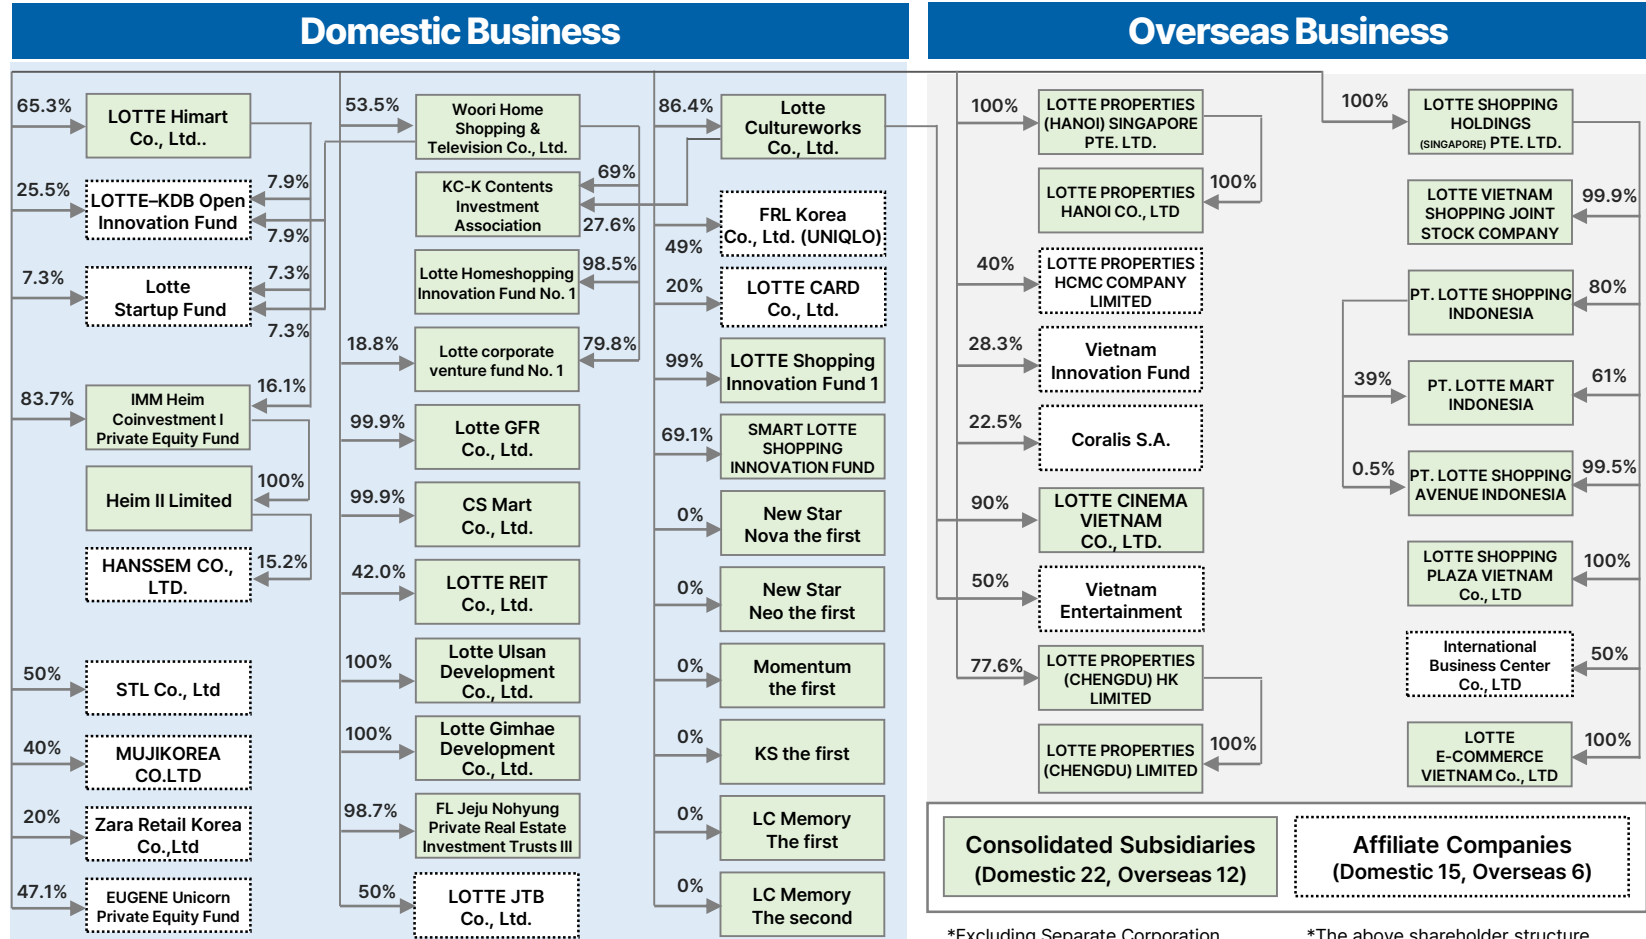 Domestic Business
65.3%
LOTTE Himart
Co., Ltd..
25.5%
LOTTE–KDB Open
Innovation Fund
7.9%
7.9%
7.3%
Lotte
Startup Fund
7.3%
7.3%
83.7%
IMM Heim
Coinvestment I
Private Equity Fund
16.1%
Heim II Limited
100%
HANSSEM CO.,
LTD.
15.2%
50%
STL Co., Ltd
40%
MUJIKOREA
CO.LTD
20%
Zara Retail Korea
Co.,Ltd
47.1%
EUGENE Unicorn
Private Equity Fund
53.5%
Woori Home
Shopping &
Television Co., Ltd.
KC-K Contents
Investment
Association
69%
27.6%
Lotte Homeshopping
Innovation Fund No. 1
98.5%
18.8%
Lotte corporate
venture fund No. 1
79.8%
99.9%
Lotte GFR
Co., Ltd.
99.9%
CS Mart
Co., Ltd.
42.0%
LOTTE REIT
Co., Ltd.
100%
Lotte Ulsan
Development
Co., Ltd.
100%
Lotte Gimhae
Development
Co., Ltd.
98.7%
FL Jeju Nohyung
Private Real Estate
Investment Trusts III
50%
LOTTE JTB
Co., Ltd.
86.4%
Lotte
Cultureworks
Co., Ltd.
49%
FRL Korea
Co., Ltd. (UNIQLO)
20%
LOTTE CARD
Co., Ltd.
99%
LOTTE Shopping
Innovation Fund 1
69.1%
SMART LOTTE
SHOPPING
INNOVATION FUND
0%
New Star
Nova the first
0%
New Star
Neo the first
0%
Momentum
the first
0%
KS the first
0%
LC Memory
The first
0%
LC Memory
The second
Overseas Business
100%
LOTTE PROPERTIES
(HANOI) SINGAPORE
PTE. LTD.
LOTTE PROPERTIES
HANOI CO., LTD
100%
40%
LOTTE PROPERTIES
HCMC COMPANY
LIMITED
28.3%
Vietnam
Innovation Fund
22.5%
Coralis S.A.
90%
LOTTE CINEMA
VIETNAM
CO., LTD.
50%
Vietnam
Entertainment
77.6%
LOTTE PROPERTIES
(CHENGDU) HK
LIMITED
LOTTE PROPERTIES
(CHENGDU) LIMITED
100%
100%
LOTTE SHOPPING
HOLDINGS
(SINGAPORE) PTE. LTD.
LOTTE VIETNAM
SHOPPING JOINT
STOCK COMPANY
99.9%
PT. LOTTE SHOPPING
INDONESIA
80%
39%
PT. LOTTE MART
INDONESIA
61%
0.5%
PT. LOTTE SHOPPING
AVENUE INDONESIA
99.5%
LOTTE SHOPPING
PLAZA VIETNAM
Co., LTD
100%
International
Business Center
Co., LTD
50%
LOTTE
E-COMMERCE
VIETNAM Co., LTD
100%
Consolidated Subsidiaries
(Domestic 22, Overseas 12)
Affiliate Companies
(Domestic 15, Overseas 6)
*Excluding Separate Corporation
*The above shareholder structure